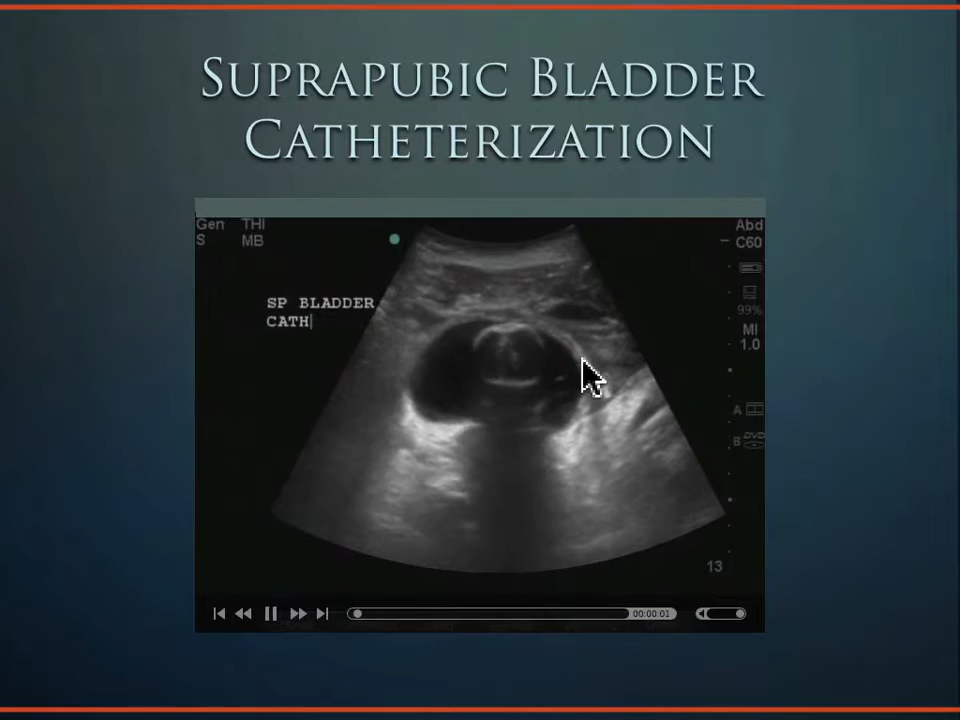 SUPRAPUBIC BLADDER
CATHETERIZATION
Gen THI
S MB
Abd
C60
SP BLADDER
CATH
99%
MI
1.0
A
B DVD
13
00:00:01